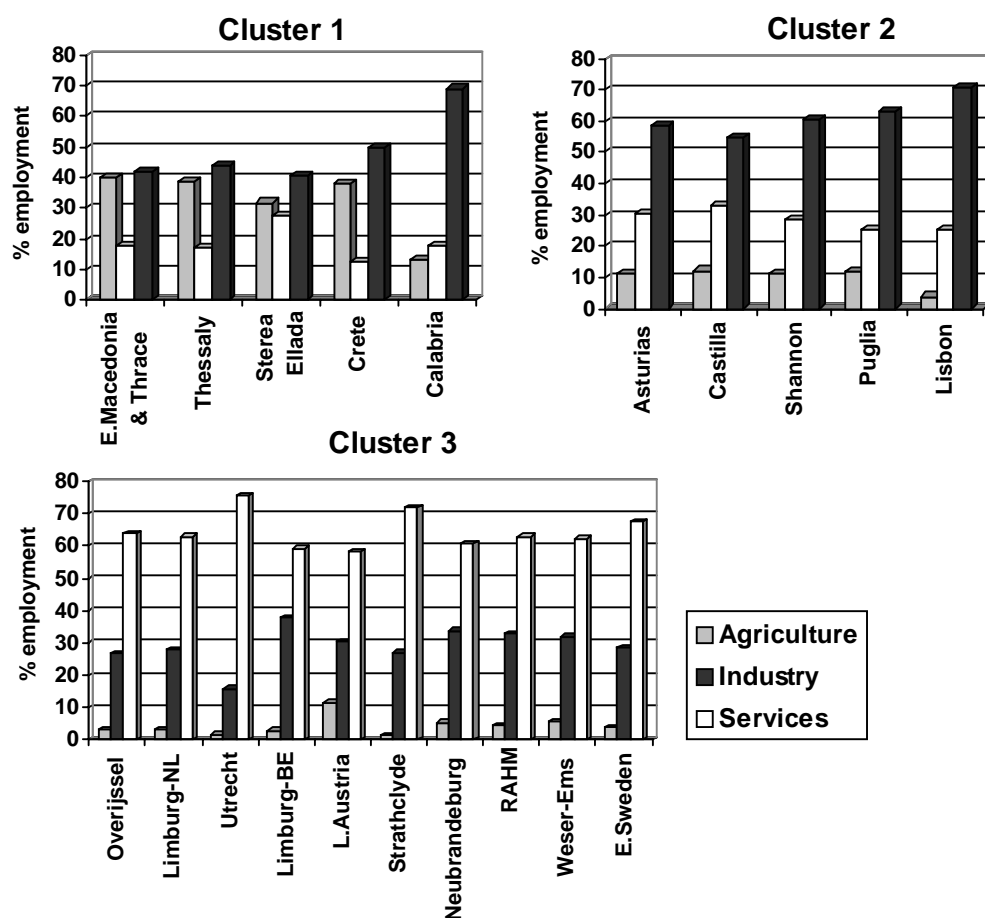 Cluster 1
% employment
80
70
60
50
40
30
20
10
0
E.Macedonia
& Thrace
Thessaly
Sterea
Ellada
Crete
Calabria
Cluster 2
% employment
80
70
60
50
40
30
20
10
0
Asturias
Castilla
Shannon
Puglia
Lisbon
Cluster 3
% employment
80
70
60
50
40
30
20
10
0
Overijssel
Limburg-NL
Utrecht
Limburg-BE
L.Austria
Strathclyde
Neubrandeburg
RAHM
Weser-Ems
E.Sweden
Agriculture
Industry
Services